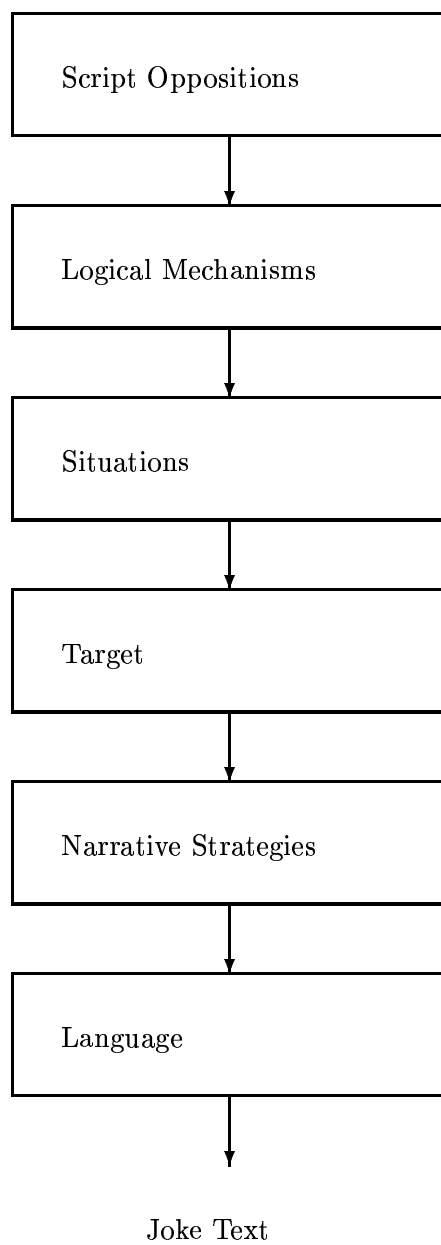 Script Oppositions
Logical Mechanisms
Situations
Target
Narrative Strategies
Language
Joke Text